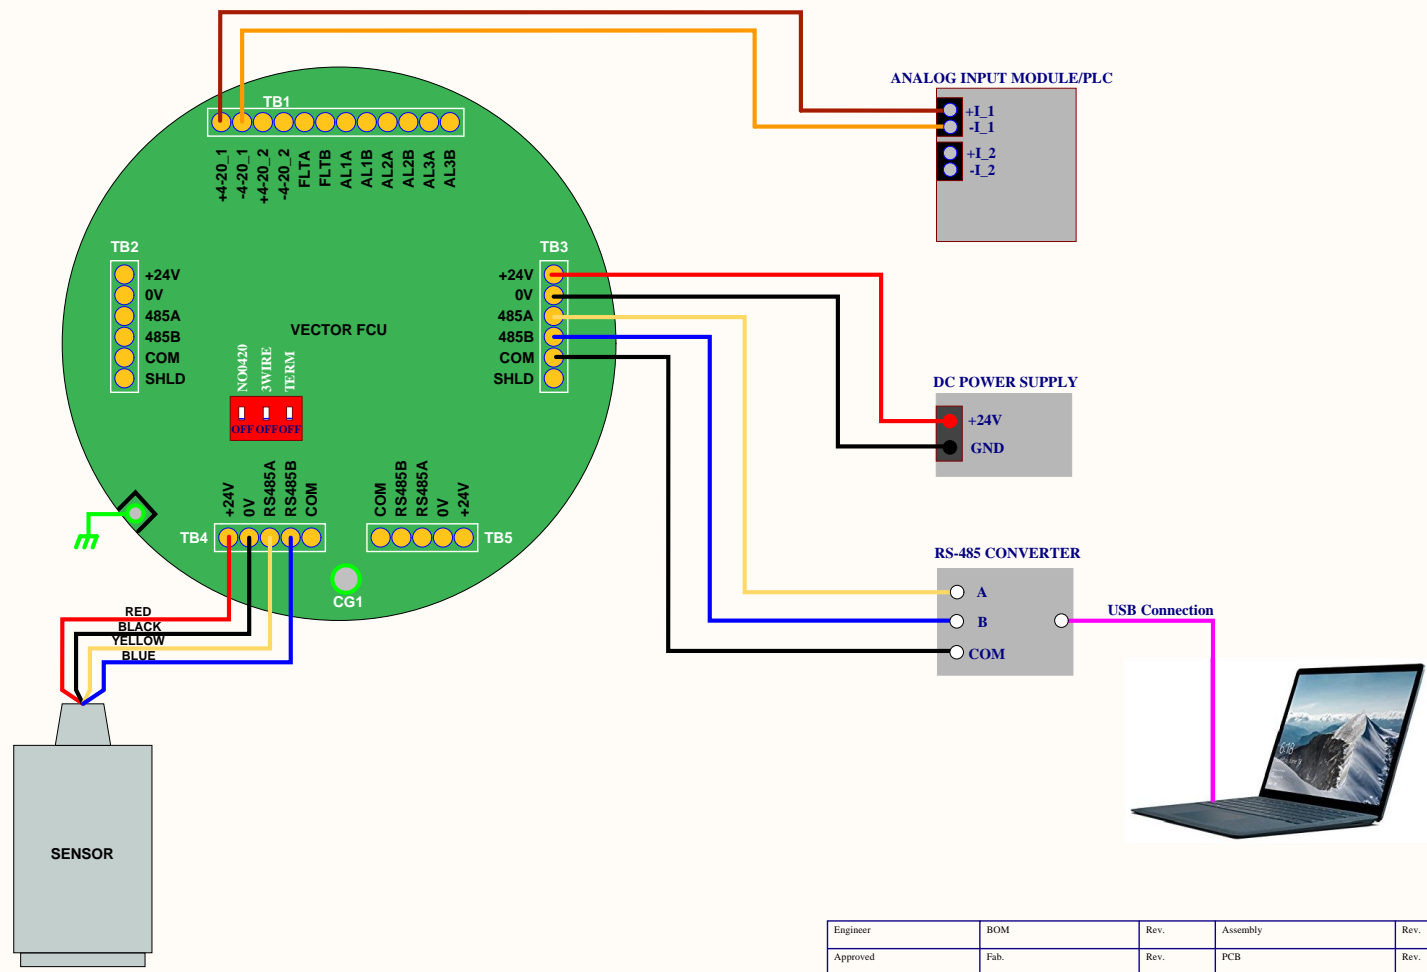 ANALOG INPUT MODULE/PLC
TB1
+I_1
-I_1
+I_2
-I_2
+4-20_1
-4-20_1
+4-20_2
-4-20_2
FLTA
FLTB
AL1A
AL1B
AL2A
AL2B
AL3A
AL3B
TB2
+24V
0V
485A
485B
COM
SHLD
TB3
+24V
0V
485A
485B
COM
SHLD
VECTOR FCU
NO0420
3WIRE
TERM
OFF OFF OFF
DC POWER SUPPLY
+24V
GND
TB4
+24V
0V
RS485A
RS485B
COM
COM
RS485B
RS485A
0V
+24V
TB5
CG1
RS-485 CONVERTER
A
B
COM
USB Connection
RED
BLACK
YELLOW
BLUE
SENSOR
6:18
Engineer BOM Rev. Assembly Rev.
Approved Fab. Rev. PCB Rev.